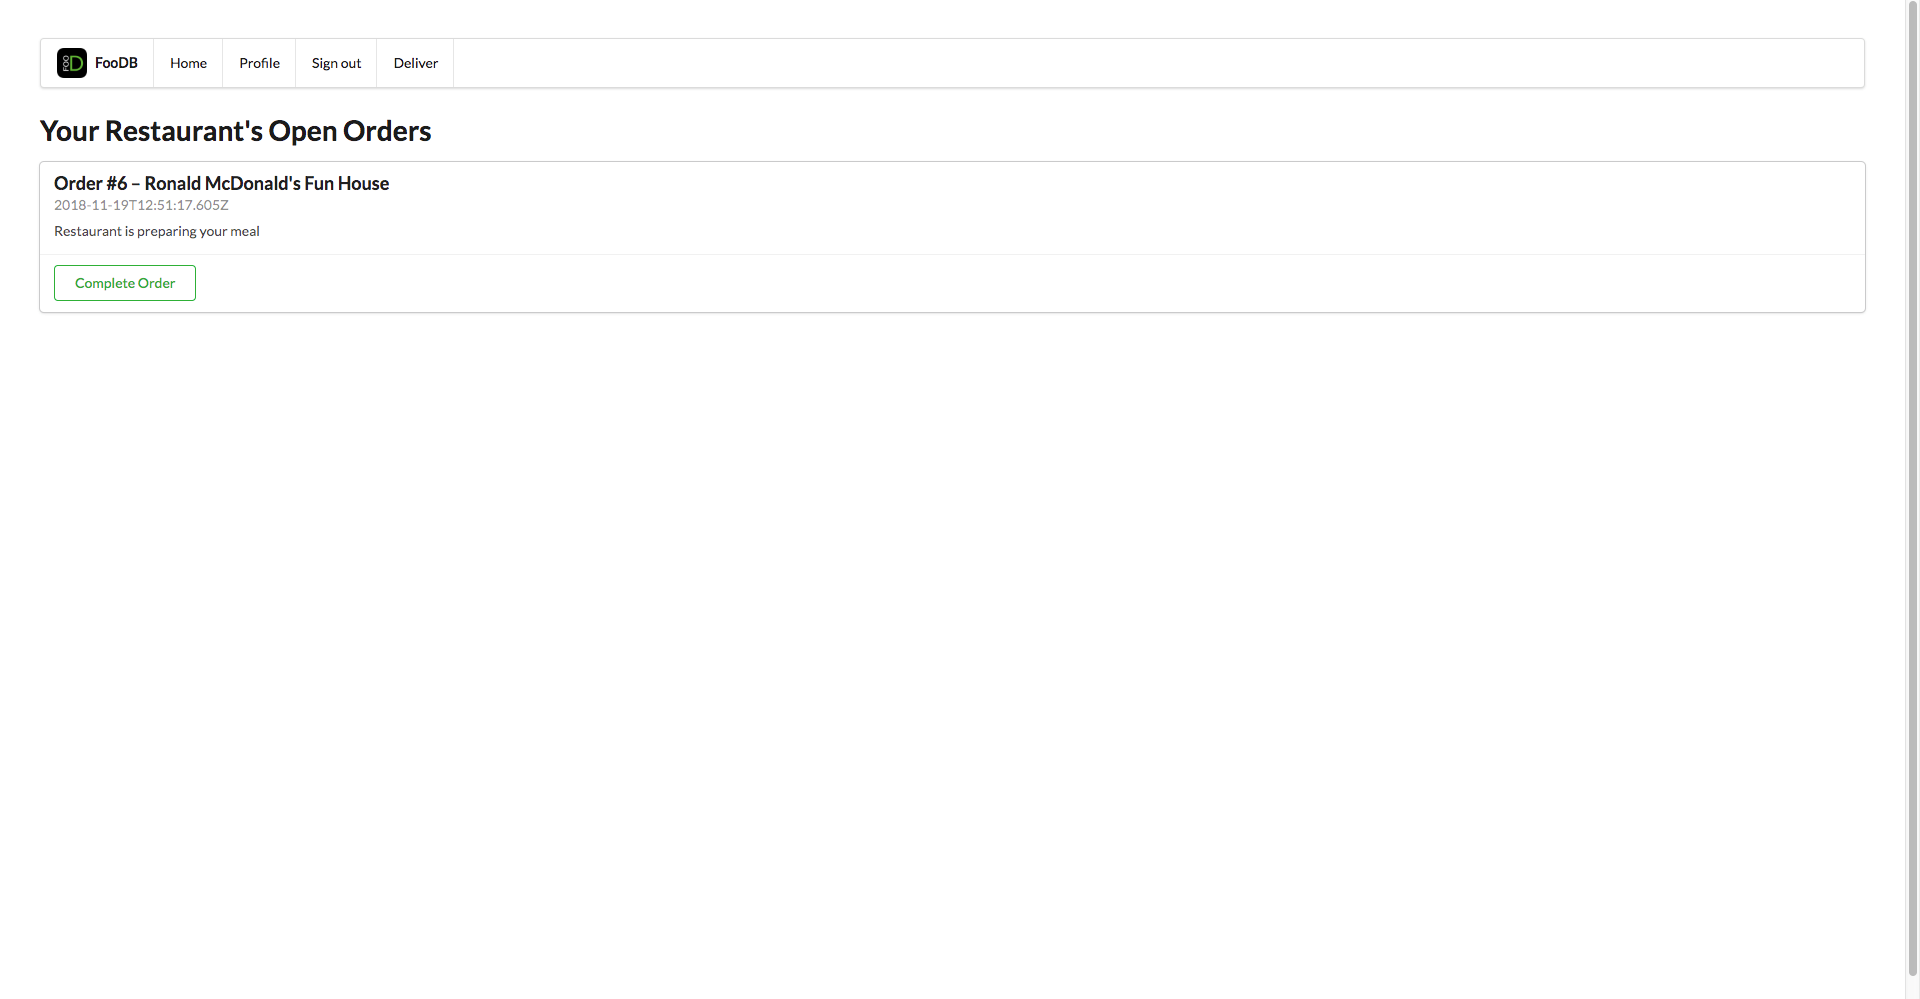 FOO D FooDB Home Profile Sign out Deliver
Your Restaurant's Open Orders
Order #6 – Ronald McDonald's Fun House
2018-11-19T12:51:17.605Z
Restaurant is preparing your meal
Complete Order